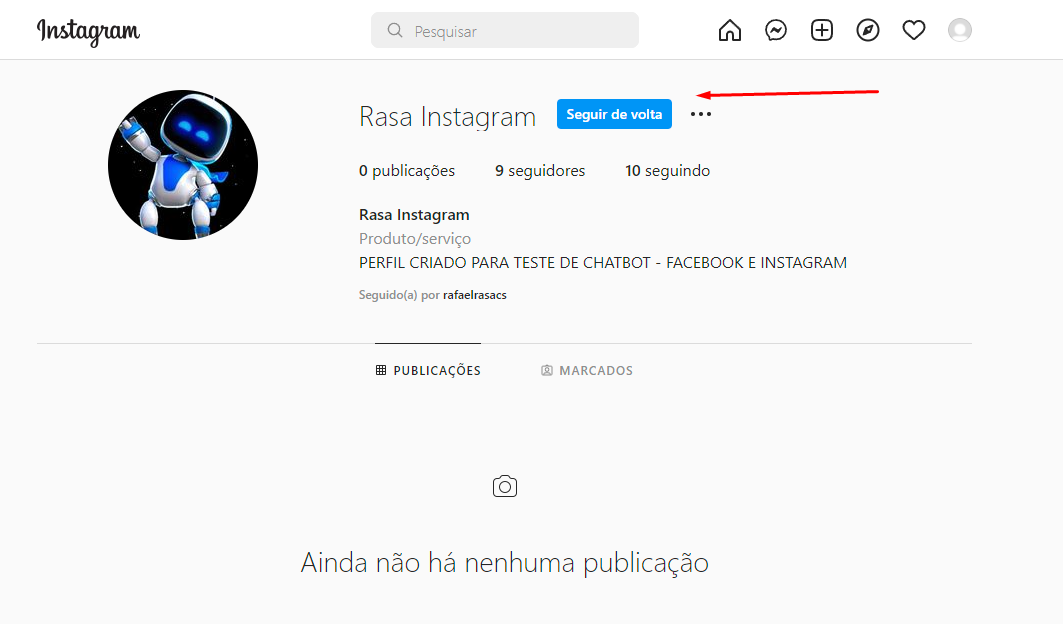 Instagram
Pesquisar
Rasa Instagram Seguir de volta
0 publicações 9 seguidores 10 seguindo
Rasa Instagram
Produto/serviço
PERFIL CRIADO PARA TESTE DE CHATBOT - FACEBOOK E INSTAGRAM
Seguido(a) por rafaelrasacs
PUBLICAÇÕES MARCADOS
Ainda não há nenhuma publicação